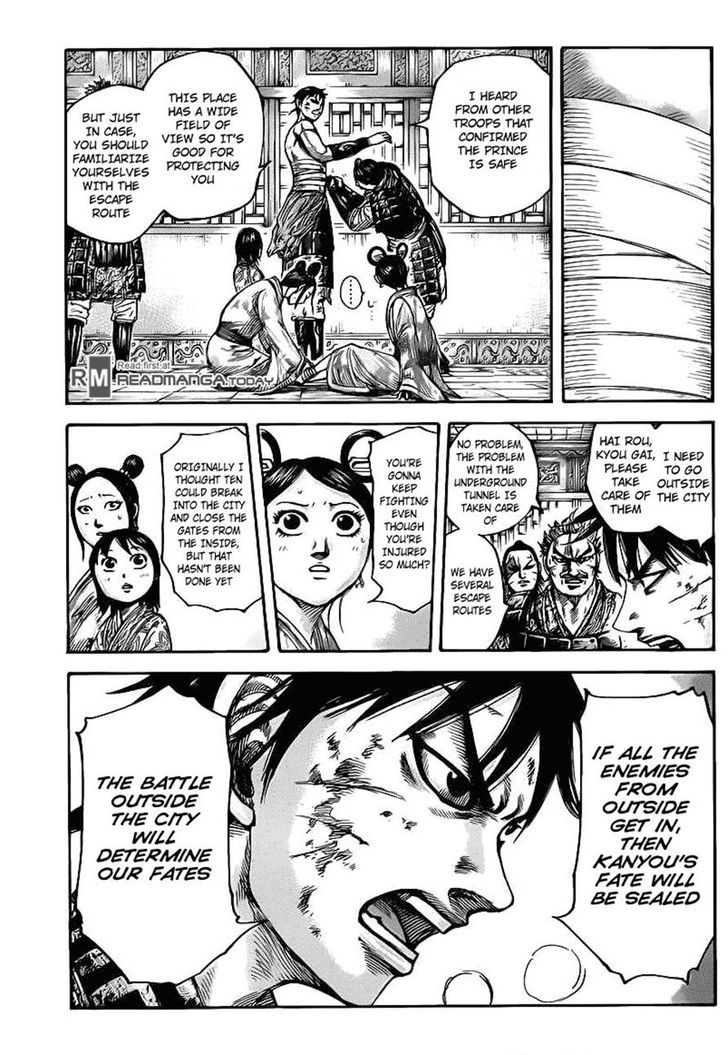 I HEARD
FROM OTHER
TROOPS THAT
CONFIRMED
THE PRINCE
IS SAFE
THIS PLACE
HAS A WIDE
FIELD OF
VIEW SO IT'S
GOOD FOR
PROTECTING
YOU
BUT JUST
IN CASE,
YOU SHOULD
FAMILIARIZE
YOURSELVES
WITH THE
ESCAPE
ROUTE
......
RM
Read first at
.READMANGA.TODAY
I NEED
TO GO
OUTSIDE
THE CITY
HAI ROU,
KYOU GAI,
PLEASE
TAKE
CARE OF
THEM
NO PROBLEM,
THE PROBLEM
WITH THE
UNDERGROUND
TUNNEL IS
TAKEN CARE
OF
WE HAVE
SEVERAL
ESCAPE
ROUTES
YOU'RE
GONNA
KEEP
FIGHTING
EVEN
THOUGH
YOU'RE
INJURED
SO MUCH?
ORIGINALLY I
THOUGHT TEN
COULD BREAK
INTO THE CITY
AND CLOSE THE
GATES FROM
THE INSIDE,
BUT THAT
HASN'T BEEN
DONE YET
IF ALL THE
ENEMIES
FROM
OUTSIDE
GET IN,
THEN
KANYOU'S
FATE WILL
BE SEALED
THE BATTLE
OUTSIDE
THE CITY
WILL
DETERMINE
OUR FATES